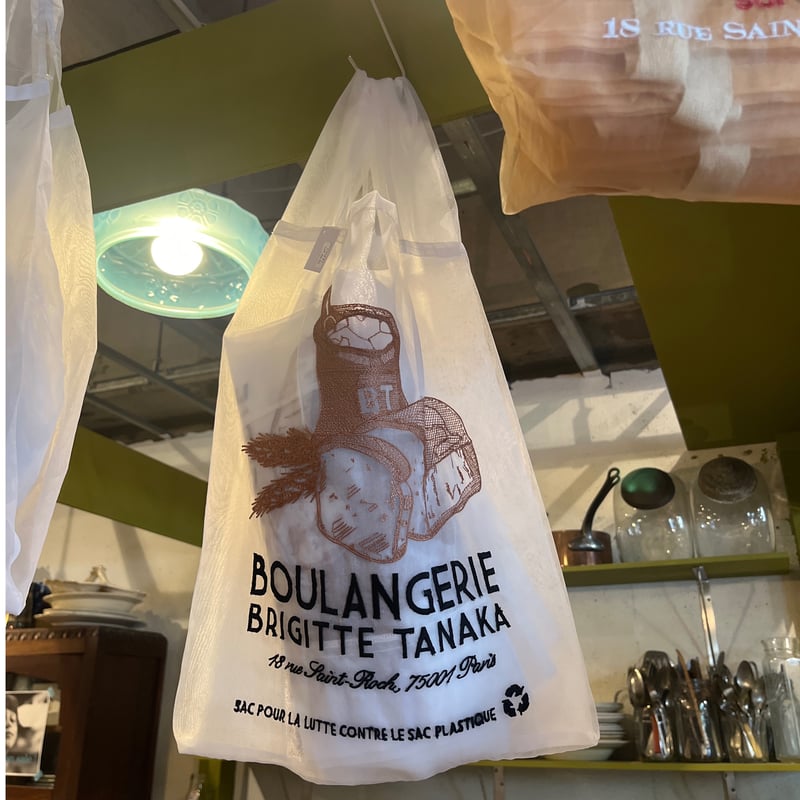 18 RUE SAIN
BT
BOULANGERIE
BRIGITTE TANAKA
18 rue Saint-Roch, 75001 Paris
SAC POUR LA LUTTE CONTRE LE SAC PLASTIQUE